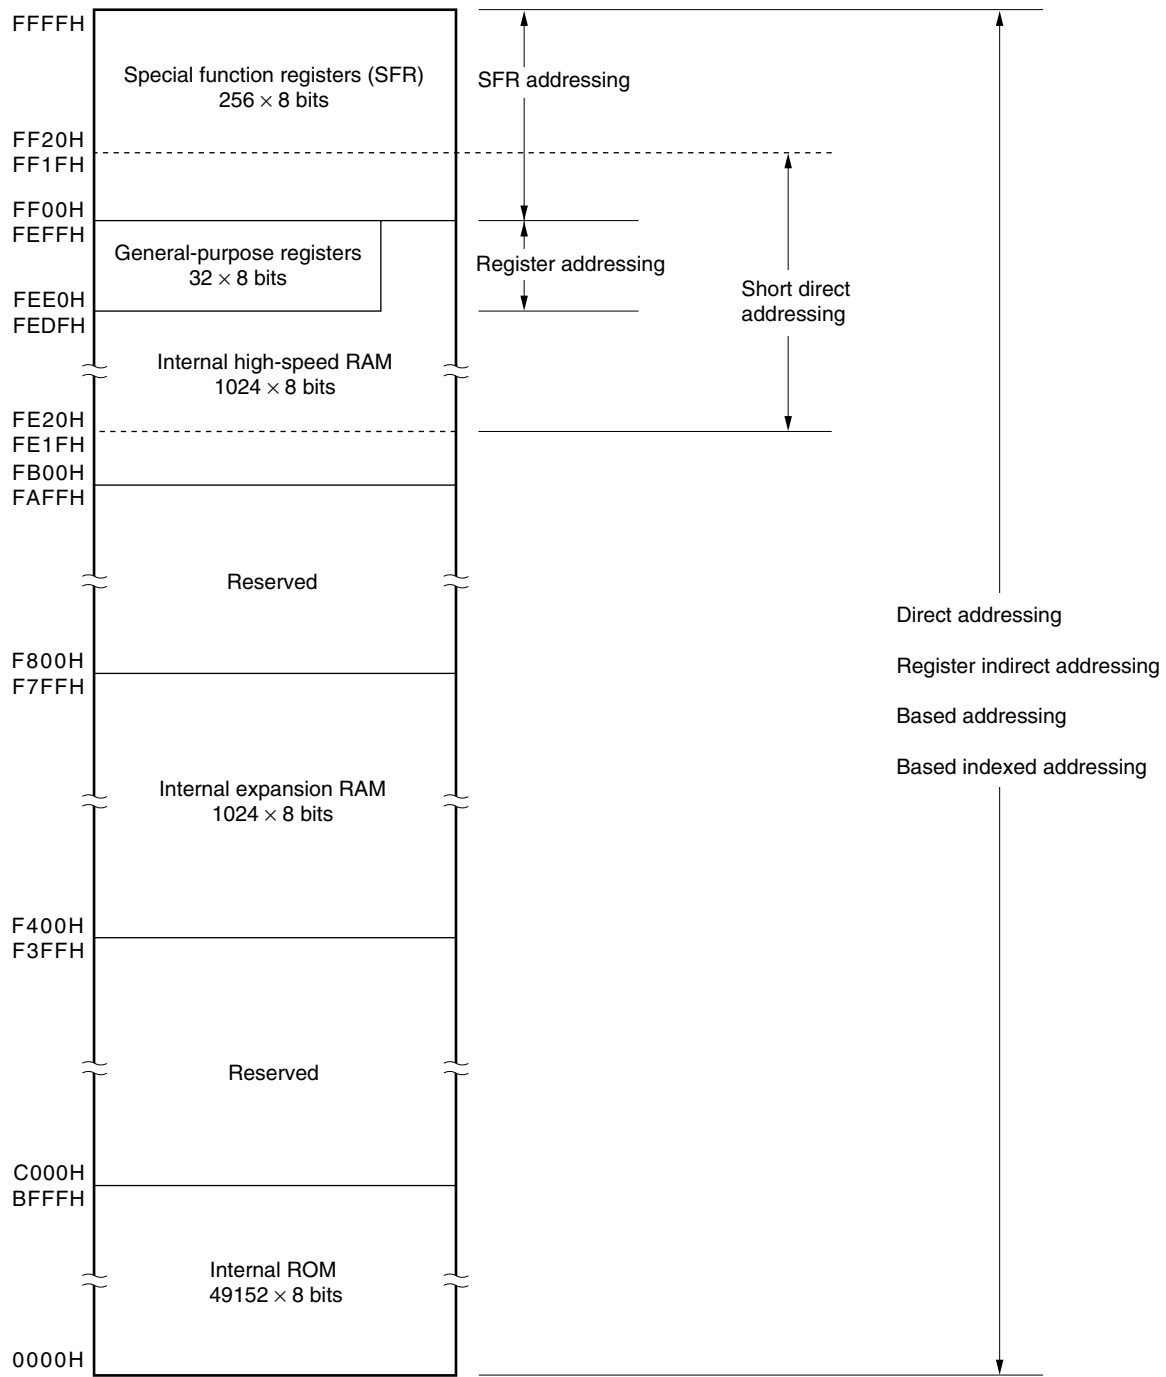 FFFFH
Special function registers (SFR)
256 × 8 bits
SFR addressing
FF20H
FF1FH
FF00H
FEFFH
General-purpose registers
32 × 8 bits
Register addressing
Short direct
addressing
FEE0H
FEDFH
Internal high-speed RAM
1024 × 8 bits
FE20H
FE1FH
FB00H
FAFFH
Reserved
Direct addressing
Register indirect addressing
Based addressing
Based indexed addressing
F800H
F7FFH
Internal expansion RAM
1024 × 8 bits
F400H
F3FFH
Reserved
C000H
BFFFH
Internal ROM
49152 × 8 bits
0000H